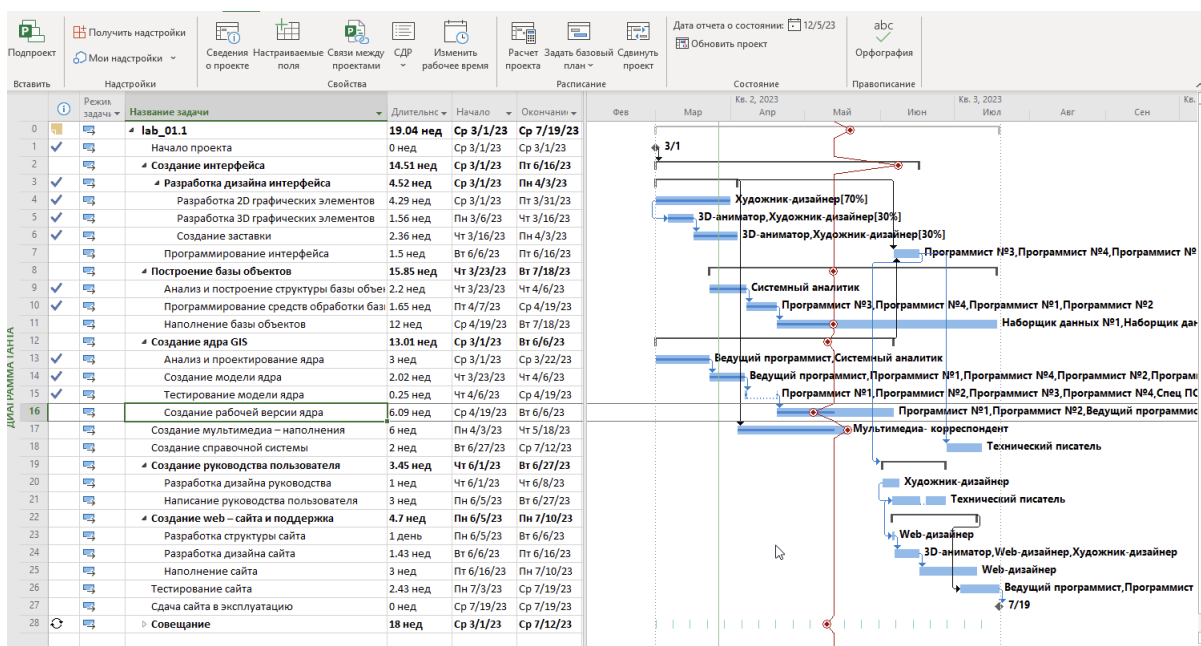 Подпроект
Вставить
Получить надстройки
Мои надстройки
Надстройки
Сведения о проекте
Настраиваемые поля
Связи между проектами
СДР
Изменить рабочее время
Свойства
Расчет проекта
Задать базовый план
Сдвинуть проект
Расписание
Дата отчета о состоянии: 12/5/23
Обновить проект
Состояние
abc
Орфография
Правописание
Режим задачи Название задачи Длительнс Начало Окончани
Кв. 2, 2023 Кв. 3, 2023 Кв.
Фев Мар Апр Май Июн Июл Авг Сен
ДИАГРАММА ГАНТА
0 lab_01.1 19.04 нед Ср 3/1/23 Ср 7/19/23
1 Начало проекта 0 нед Ср 3/1/23 Ср 3/1/23 3/1
2 Создание интерфейса 14.51 нед Ср 3/1/23 Пт 6/16/23
3 Разработка дизайна интерфейса 4.52 нед Ср 3/1/23 Пн 4/3/23
4 Разработка 2D графических элементов 4.29 нед Ср 3/1/23 Пт 3/31/23 Художник-дизайнер[70%]
5 Разработка 3D графических элементов 1.56 нед Пн 3/6/23 Чт 3/16/23 3D-аниматор,Художник-дизайнер[30%]
6 Создание заставки 2.36 нед Чт 3/16/23 Пн 4/3/23 3D-аниматор,Художник-дизайнер[30%]
7 Программирование интерфейса 1.5 нед Вт 6/6/23 Пт 6/16/23 Программист №3,Программист №4,Программист №
8 Построение базы объектов 15.85 нед Чт 3/23/23 Вт 7/18/23
9 Анализ и построение структуры базы объек 2.2 нед Чт 3/23/23 Чт 4/6/23 Системный аналитик
10 Программирование средств обработки баз 1.65 нед Пт 4/7/23 Ср 4/19/23 Программист №3,Программист №4,Программист №1,Программист №2
11 Наполнение базы объектов 12 нед Ср 4/19/23 Вт 7/18/23 Наборщик данных №1,Наборщик дан
12 Создание ядра GIS 13.01 нед Ср 3/1/23 Вт 6/6/23
13 Анализ и проектирование ядра 3 нед Ср 3/1/23 Ср 3/22/23 Ведущий программист,Системный аналитик
14 Создание модели ядра 2.02 нед Чт 3/23/23 Чт 4/6/23 Ведущий программист,Программист №1,Программист №4,Программист №2,Програм
15 Тестирование модели ядра 0.25 нед Чт 4/6/23 Ср 4/19/23 Программист №1,Программист №2,Программист №3,Программист №4,Спец ПО
16 Создание рабочей версии ядра 6.09 нед Ср 4/19/23 Вт 6/6/23 Программист №1,Программист №2,Ведущий программис
17 Создание мультимедиа – наполнения 6 нед Пн 4/3/23 Чт 5/18/23 Мультимедиа- корреспондент
18 Создание справочной системы 2 нед Вт 6/27/23 Ср 7/12/23 Технический писатель
19 Создание руководства пользователя 3.45 нед Чт 6/1/23 Вт 6/27/23
20 Разработка дизайна руководства 1 нед Чт 6/1/23 Чт 6/8/23 Художник-дизайнер
21 Написание руководства пользователя 3 нед Пн 6/5/23 Вт 6/27/23 Технический писатель
22 Создание web – сайта и поддержка 4.7 нед Пн 6/5/23 Пн 7/10/23
23 Разработка структуры сайта 1 день Пн 6/5/23 Вт 6/6/23 Web-дизайнер
24 Разработка дизайна сайта 1.43 нед Вт 6/6/23 Пт 6/16/23 3D-аниматор,Web-дизайнер,Художник-дизайнер
25 Наполнение сайта 3 нед Пт 6/16/23 Пн 7/10/23 Web-дизайнер
26 Тестирование сайта 2.43 нед Пн 7/3/23 Ср 7/19/23 Ведущий программист,Программист
27 Сдача сайта в эксплуатацию 0 нед Ср 7/19/23 Ср 7/19/23 7/19
28 Совещание 18 нед Ср 3/1/23 Ср 7/12/23